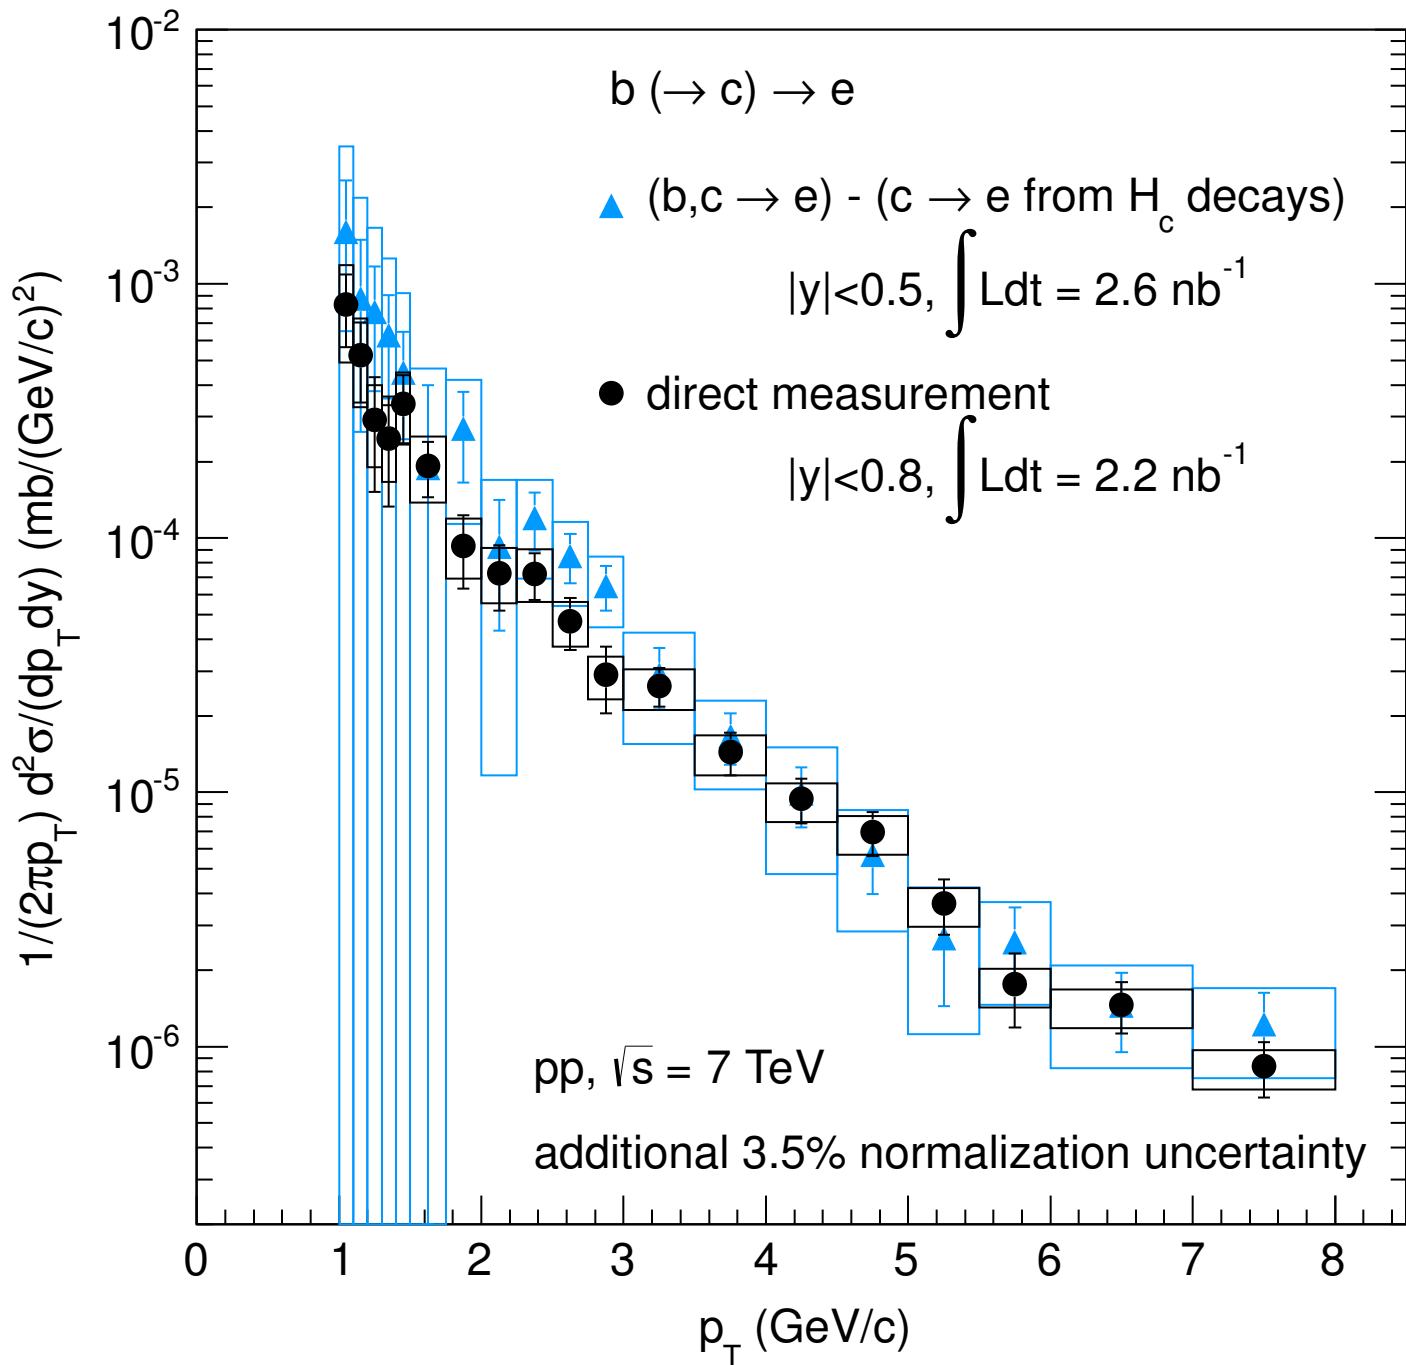 b (→ c) → e
(b,c → e) - (c → e from H_c decays)
|y|<0.5, ∫ Ldt = 2.6 nb⁻¹
direct measurement
|y|<0.8, ∫ Ldt = 2.2 nb⁻¹
pp, √s = 7 TeV
additional 3.5% normalization uncertainty
1/(2πp_T) d²σ/(dp_T dy) (mb/(GeV/c)²)
10⁻²
10⁻³
10⁻⁴
10⁻⁵
10⁻⁶
0 1 2 3 4 5 6 7 8
p_T (GeV/c)